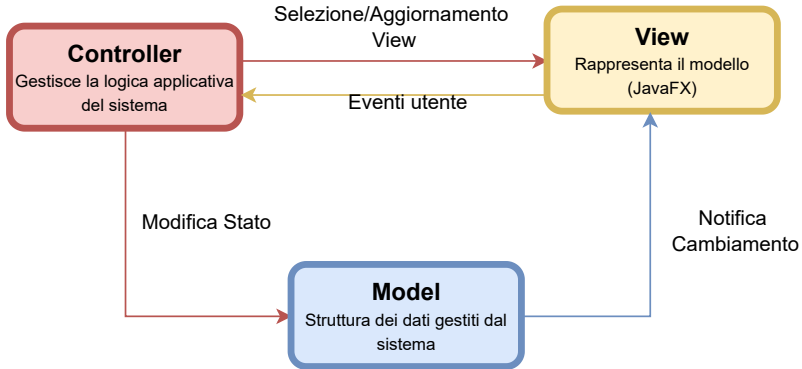 Selezione/Aggiornamento
View
Controller
Gestisce la logica applicativa
del sistema
View
Rappresenta il modello
(JavaFX)
Eventi utente
Modifica Stato
Notifica
Cambiamento
Model
Struttura dei dati gestiti dal
sistema